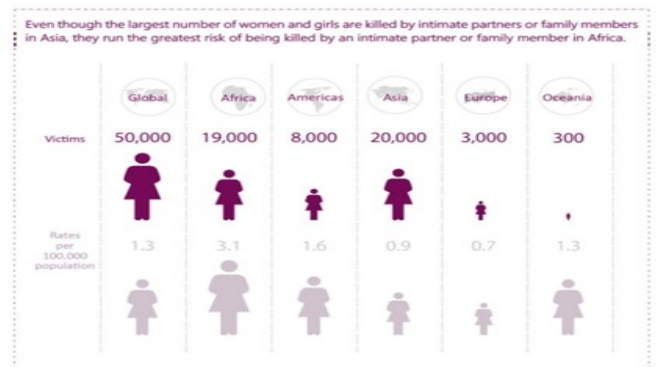 Even though the largest number of women and girls are killed by intimate partners or family members
in Asia, they run the greatest risk of being killed by an intimate partner or family member in Africa.
Global Africa Americas Asia Europe Oceania
Victims 50,000 19,000 8,000 20,000 3,000 300
Rates
per
100,000
population
1.3 3.1 1.6 0.9 0.7 1.3